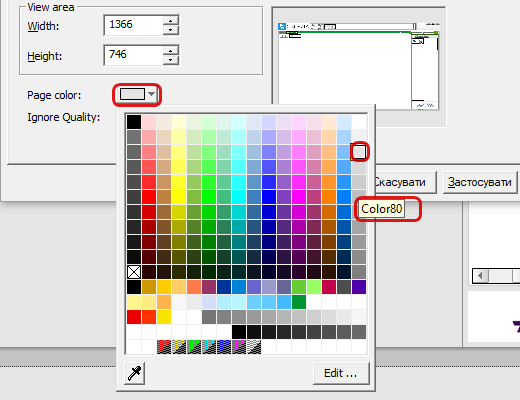 View area
Width:
1366
Height:
746
Page color:
Ignore Quality:
Скасувати
Застосувати
Color80
Edit ...